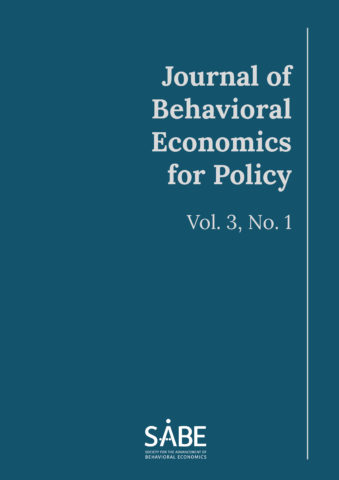 Journal of
Behavioral
Economics
for Policy
Vol. 3, No. 1
SABE
SOCIETY FOR THE ADVANCEMENT OF
BEHAVIORAL ECONOMICS